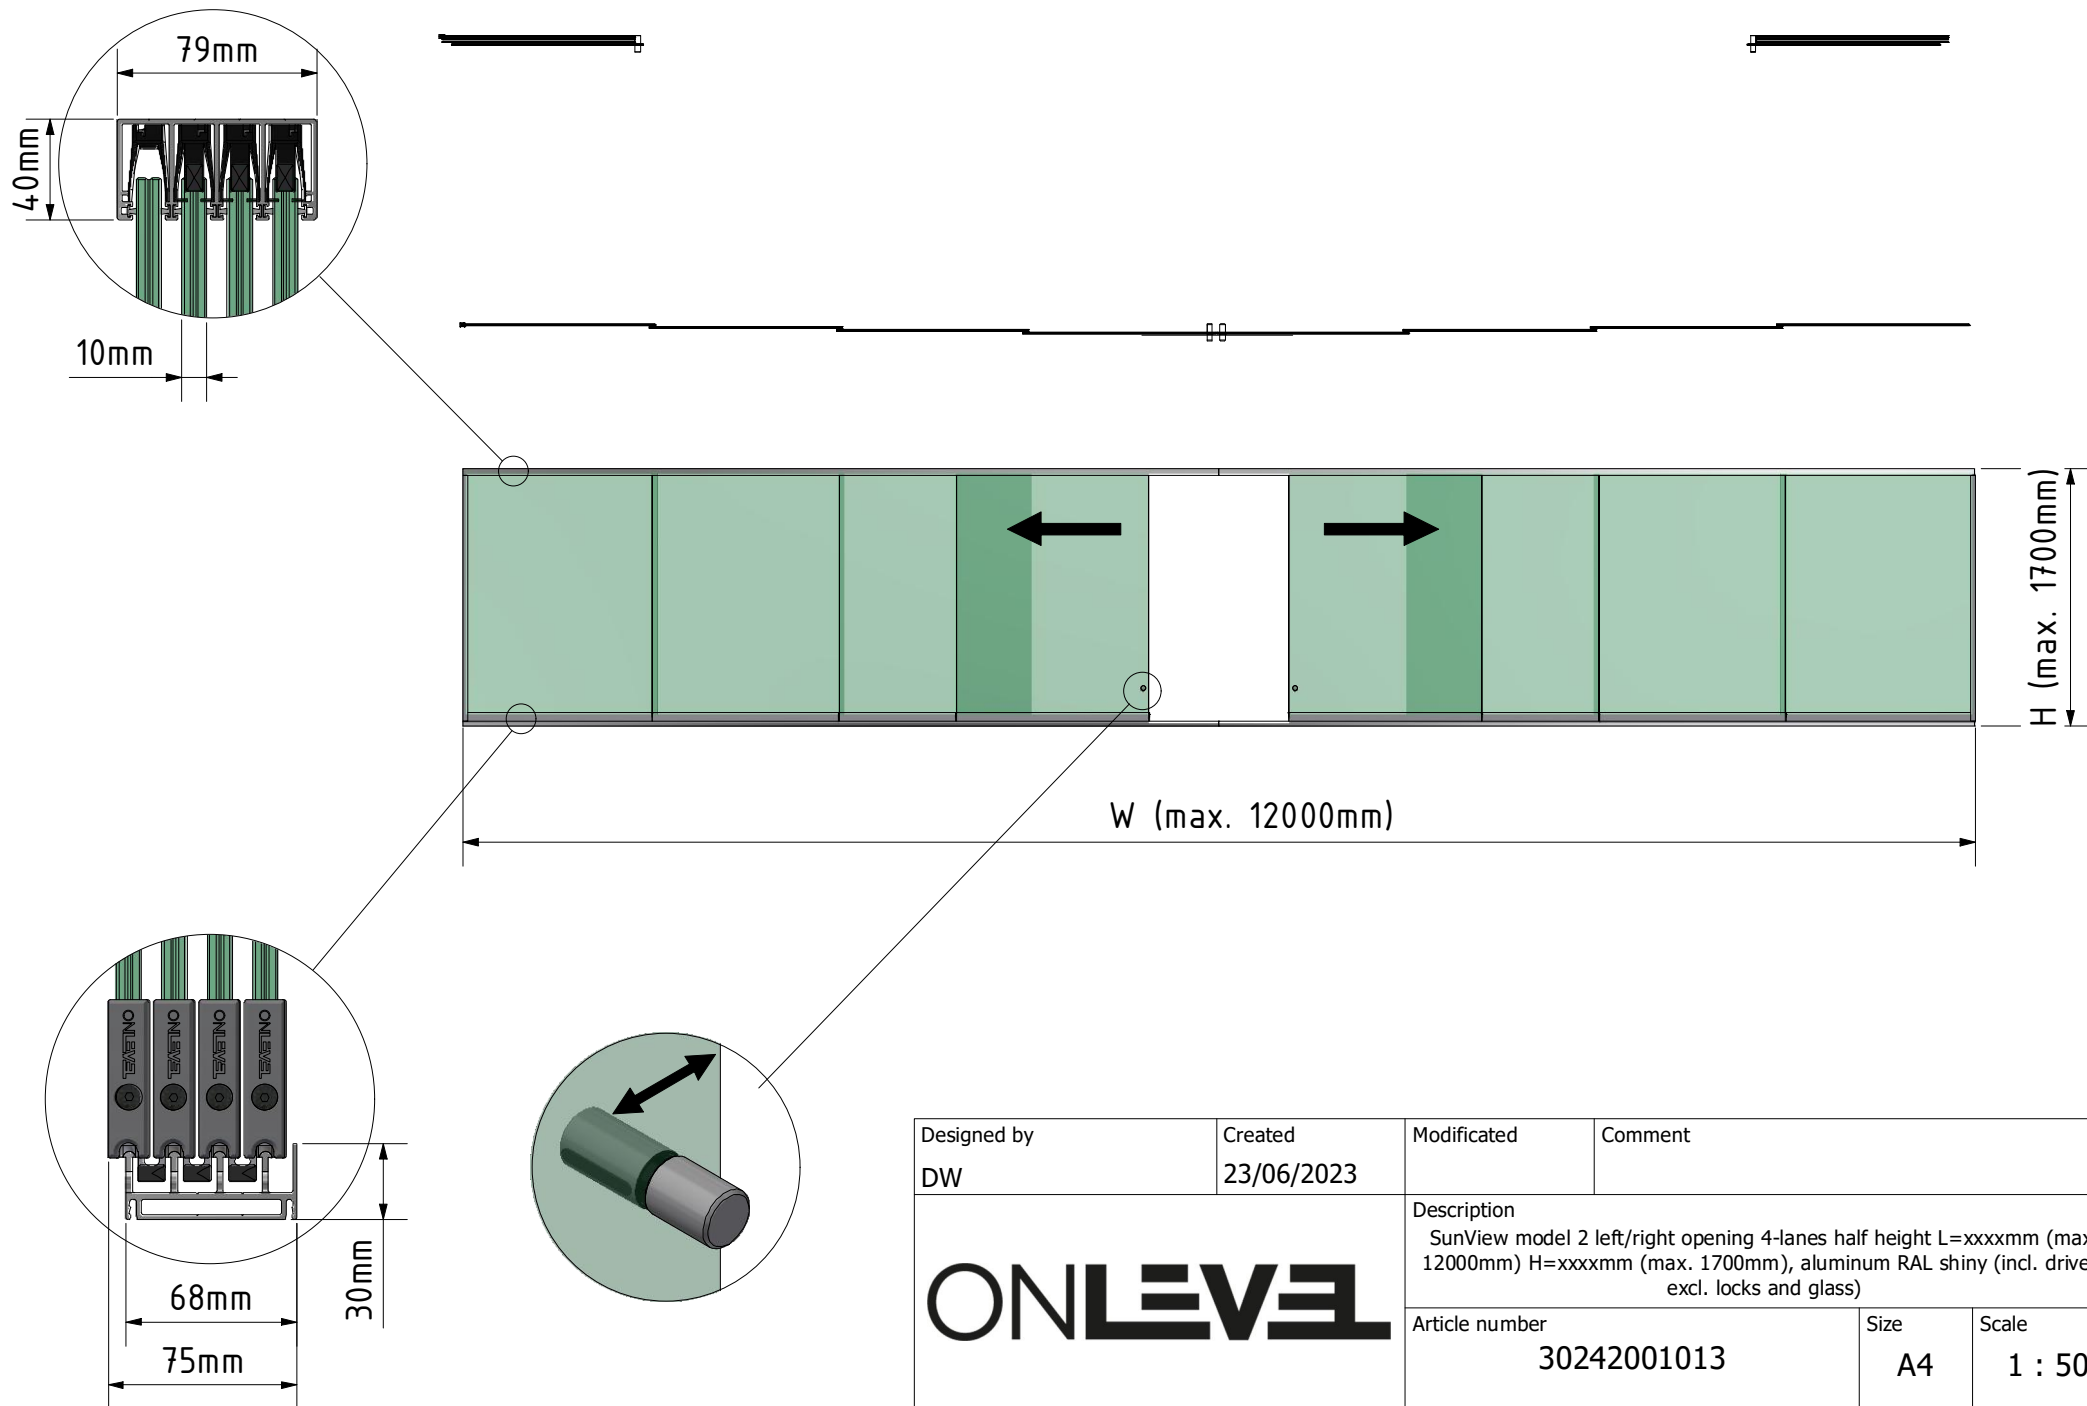 79mm
40mm
10mm
H (max. 1700mm)
W (max. 12000mm)
ONLEVEL
ONLEVEL
ONLEVEL
ONLEVEL
30mm
68mm
75mm
Designed by
DW
Created
23/06/2023
Modificated
Comment
ONLEVEL
Description
SunView model 2 left/right opening 4-lanes half height L=xxxxmm (max
12000mm) H=xxxxmm (max. 1700mm), aluminum RAL shiny (incl. drive
excl. locks and glass)
Article number
30242001013
Size
A4
Scale
1 : 50